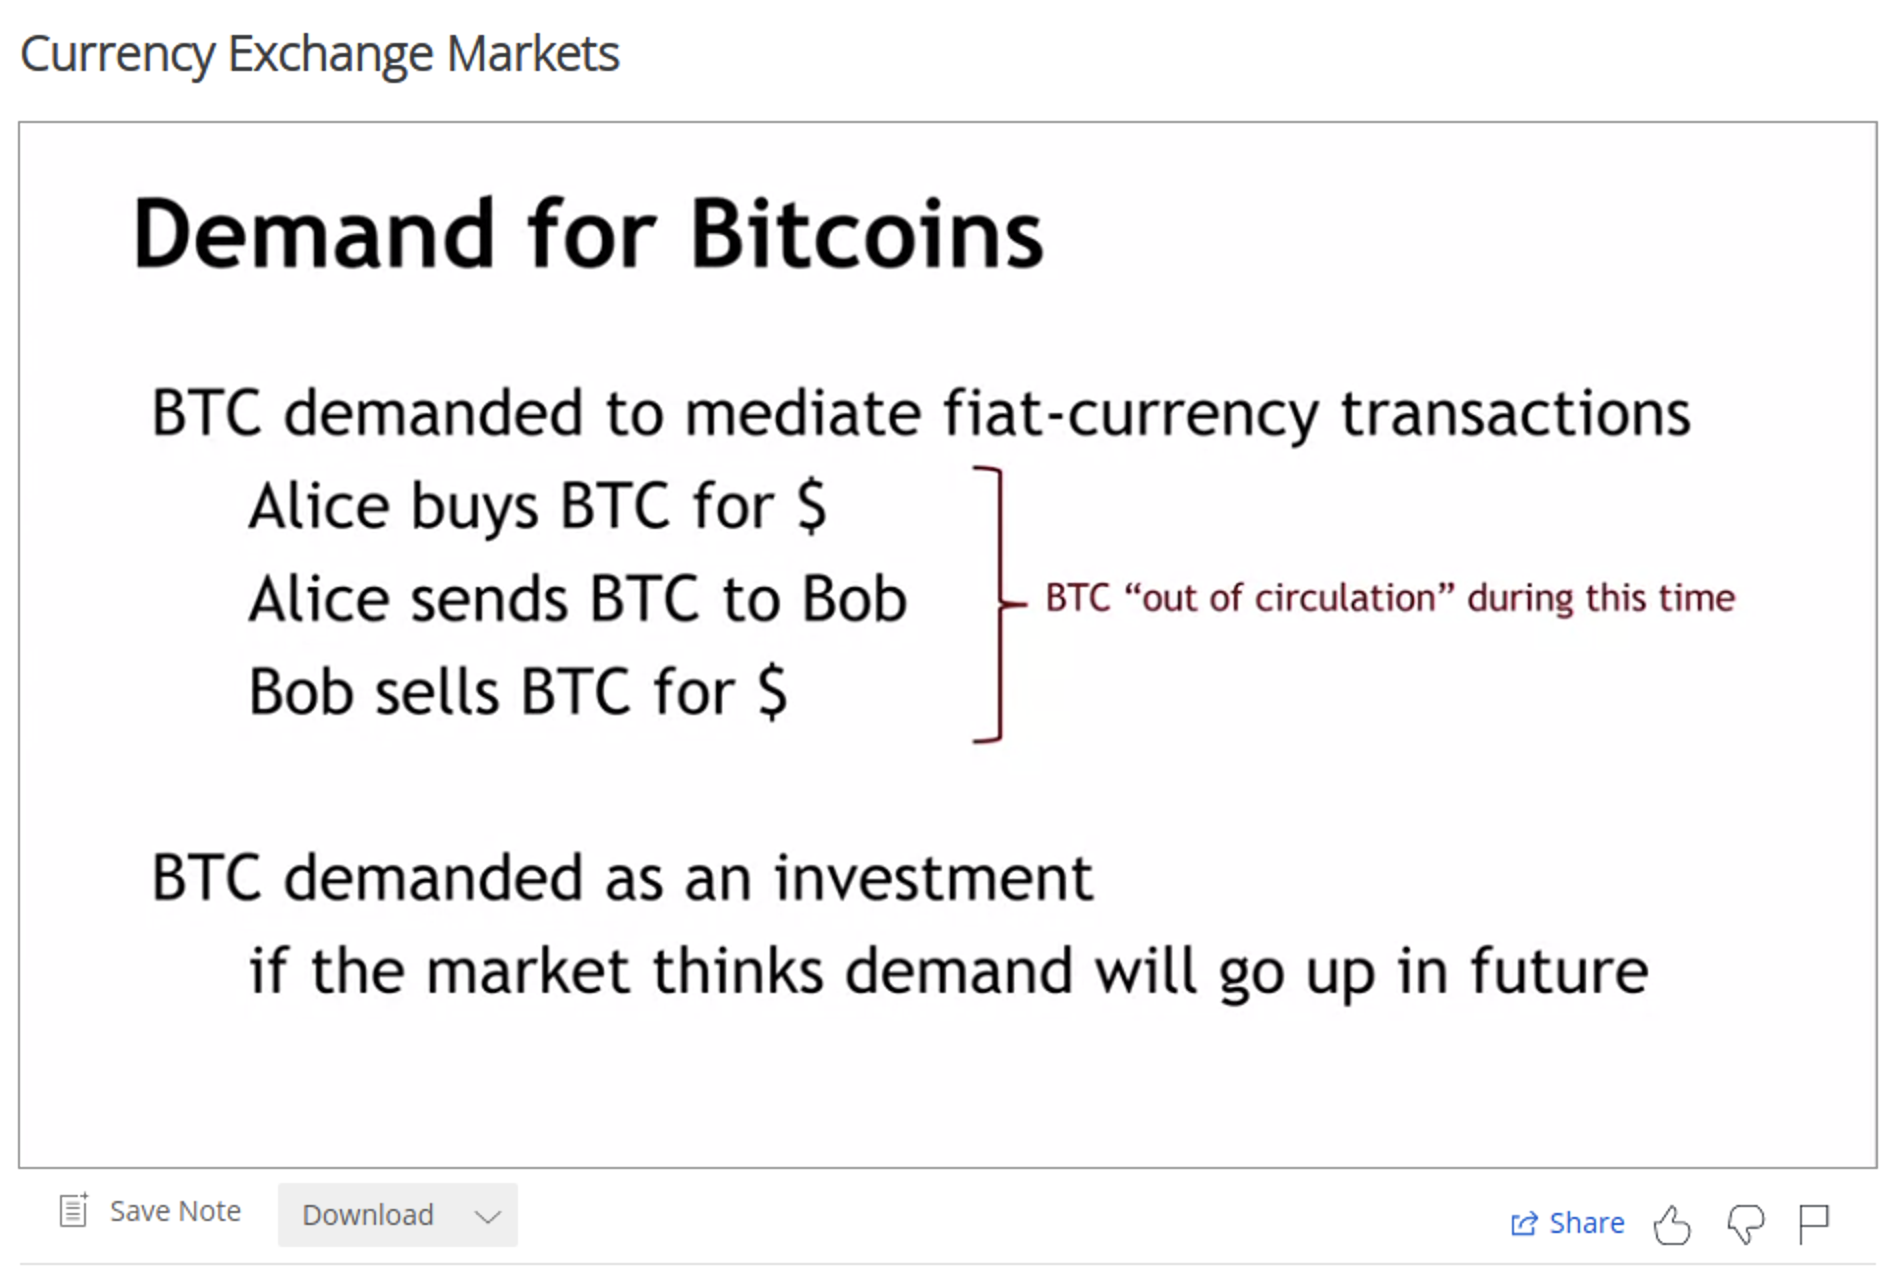 Currency Exchange Markets
Demand for Bitcoins
BTC demanded to mediate fiat-currency transactions
Alice buys BTC for $
Alice sends BTC to Bob
BTC “out of circulation” during this time
Bob sells BTC for $
BTC demanded as an investment
if the market thinks demand will go up in future
Save Note
Download
Share